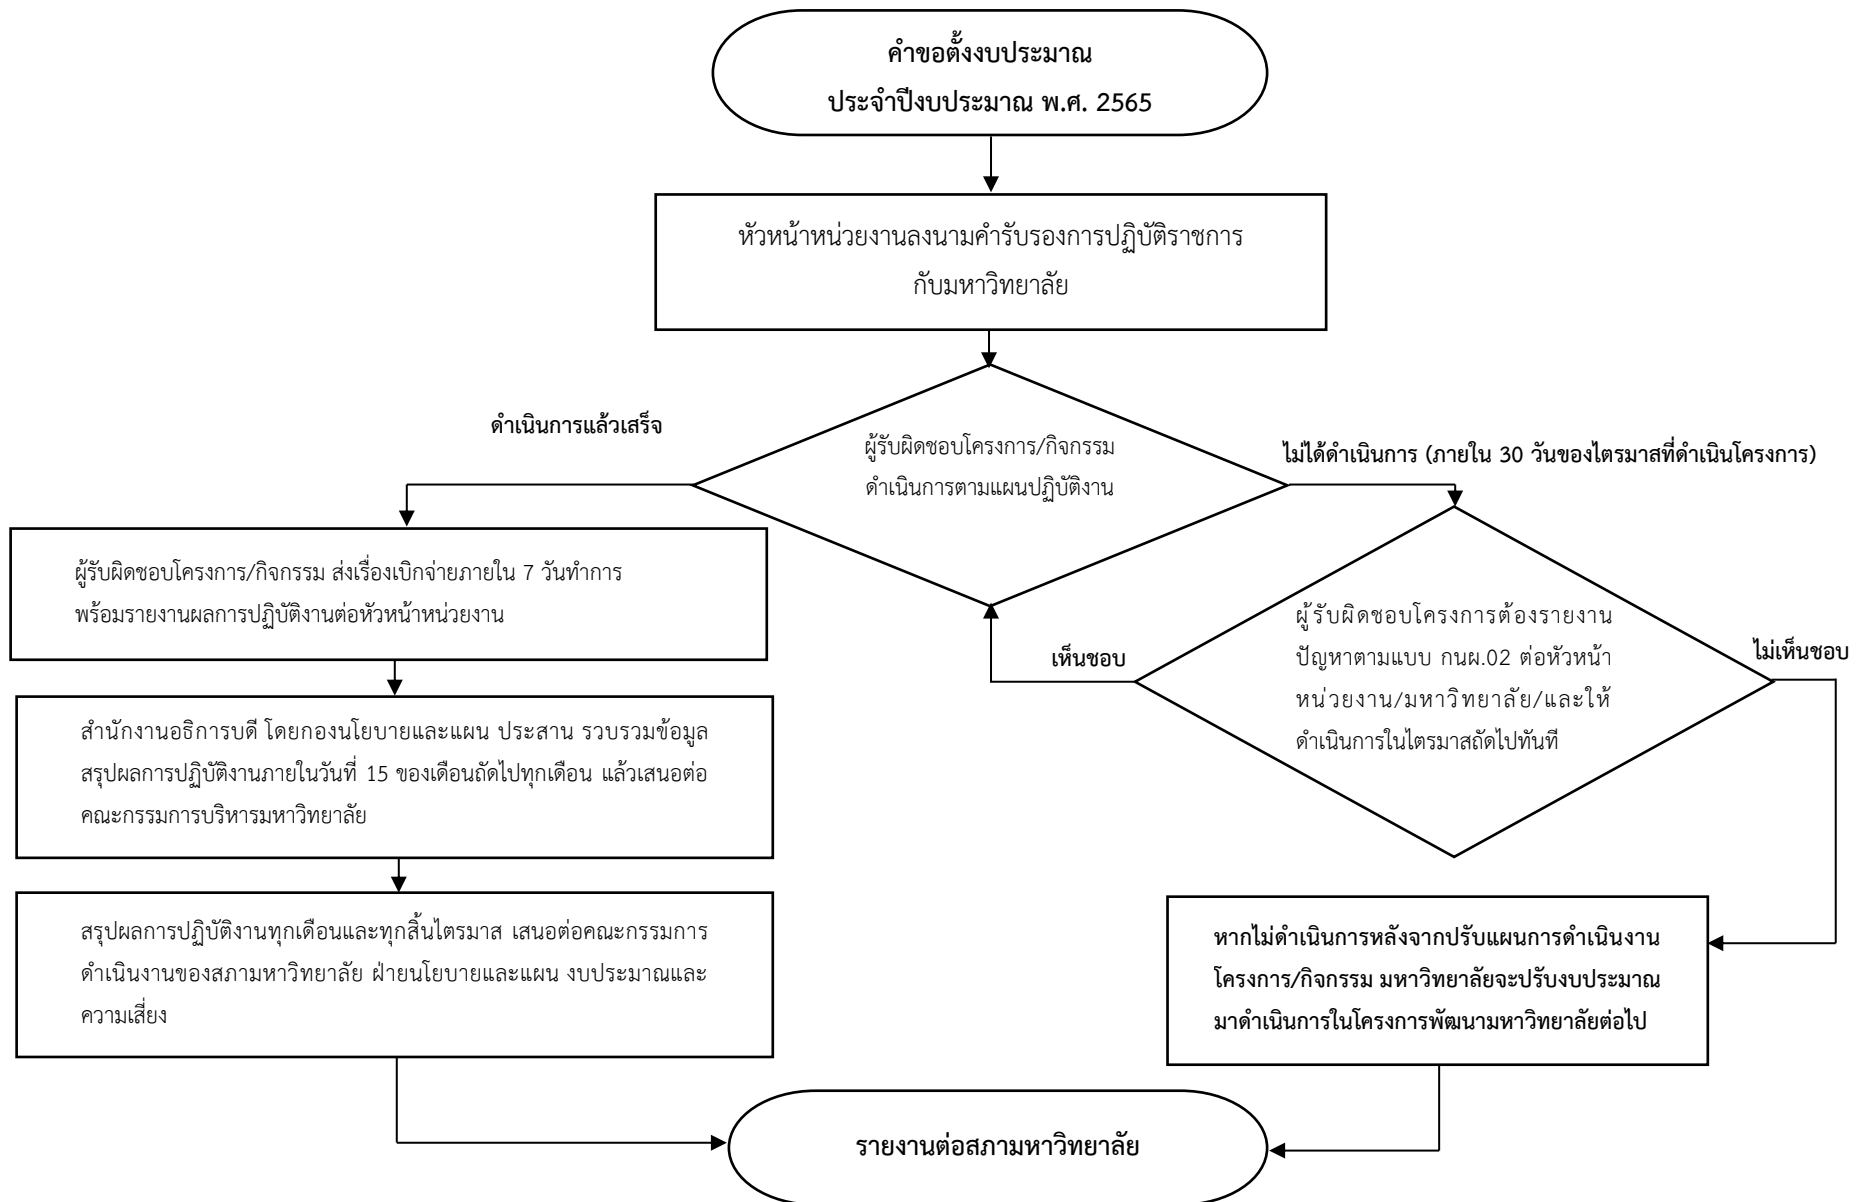 คำขอตั้งงบประมาณ
ประจำปีงบประมาณ พ.ศ. 2565
หัวหน้าหน่วยงานลงนามคำรับรองการปฏิบัติราชการ
กับมหาวิทยาลัย
ดำเนินการแล้วเสร็จ
ผู้รับผิดชอบโครงการ/กิจกรรม
ดำเนินการตามแผนปฏิบัติงาน
ไม่ได้ดำเนินการ (ภายใน 30 วันของไตรมาสที่ดำเนินโครงการ)
ผู้รับผิดชอบโครงการ/กิจกรรม ส่งเรื่องเบิกจ่ายภายใน 7 วันทำการ
พร้อมรายงานผลการปฏิบัติงานต่อหัวหน้าหน่วยงาน
เห็นชอบ
ผู้รับผิดชอบโครงการต้องรายงาน
ปัญหาตามแบบ กนผ.02 ต่อหัวหน้า
หน่วยงาน/มหาวิทยาลัย/และให้
ดำเนินการในไตรมาสถัดไปทันที
ไม่เห็นชอบ
สำนักงานอธิการบดี โดยกองนโยบายและแผน ประสาน รวบรวมข้อมูล
สรุปผลการปฏิบัติงานภายในวันที่ 15 ของเดือนถัดไปทุกเดือน แล้วเสนอต่อ
คณะกรรมการบริหารมหาวิทยาลัย
สรุปผลการปฏิบัติงานทุกเดือนและทุกสิ้นไตรมาส เสนอต่อคณะกรรมการ
ดำเนินงานของสภามหาวิทยาลัย ฝ่ายนโยบายและแผน งบประมาณและ
ความเสี่ยง
หากไม่ดำเนินการหลังจากปรับแผนการดำเนินงาน
โครงการ/กิจกรรม มหาวิทยาลัยจะปรับงบประมาณ
มาดำเนินการในโครงการพัฒนามหาวิทยาลัยต่อไป
รายงานต่อสภามหาวิทยาลัย